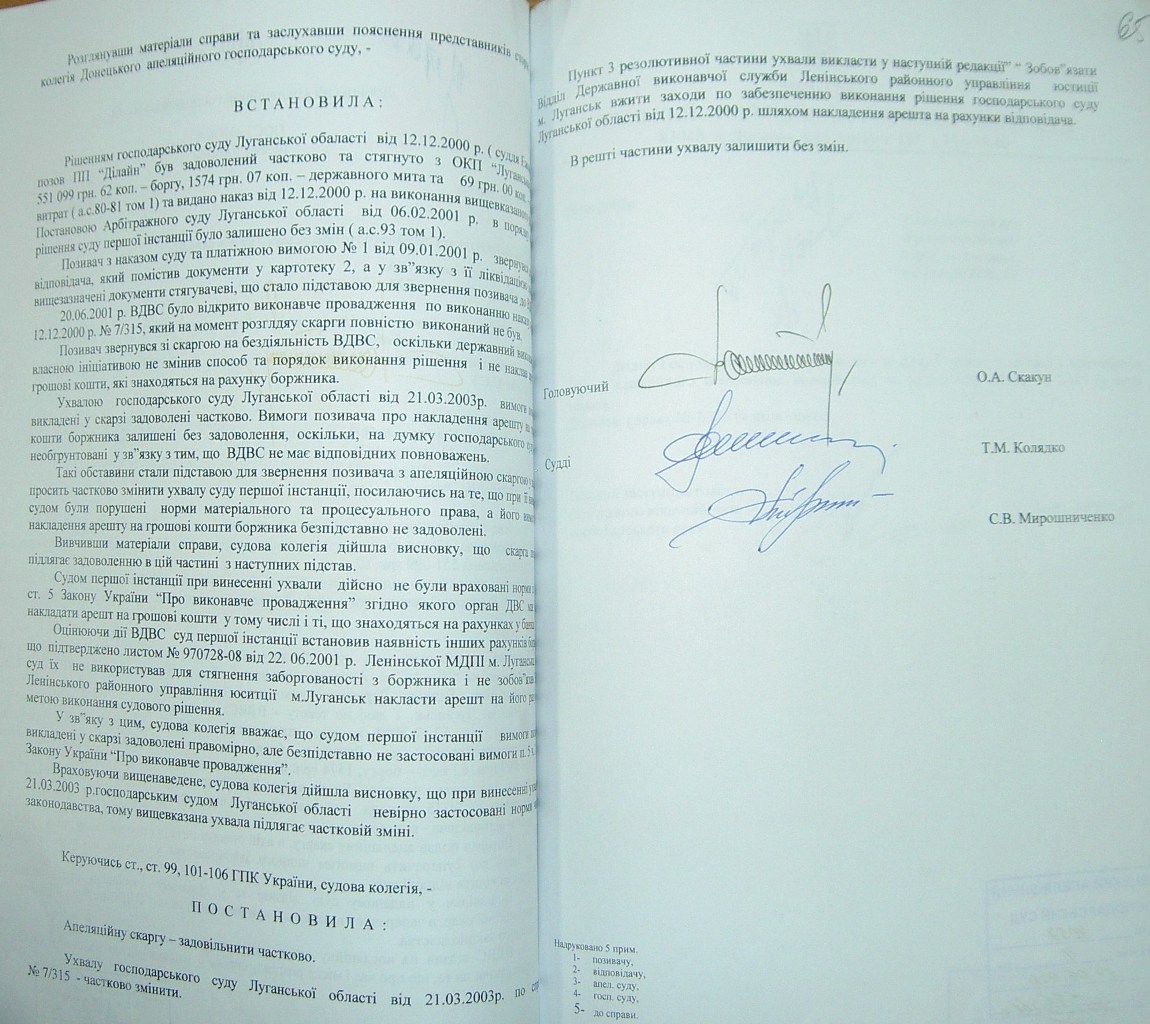 Розглянувши матеріали справи та заслухавши пояснення представників
колегія Донецького апеляційного господарського суду, -
ВСТАНОВИЛА:
Рішенням господарського суду Луганської обаласті від 12.12.2000 р. ( суддя
позов ПП “Ділайн” був задоволений частково та стягнуто з ОКП
551 099 грн. 62 коп. – боргу, 1574 грн. 07 коп. – державного мита та 69 грн. 00 коп.
витрат ( а.с.80-81 том 1) та видано наказ від 12.12.2000 р. на виконання вищевказаного
Постановою Арбітражного суду Луганської області від 06.02.2001 р. в
рішення суду першої інстанції було залишено без змін ( а.с.93 том 1).
Позивач з наказом суду та платіжною вимогою № 1 від 09.01.2001 р.
відповідача, який помістив документи у картотеку 2, а у зв”язку з її ліквідацією
вищезазначені документи стягувачеві, що стало підставою для звернення позивача до
20.06.2001 р. ВДВС було відкрито виконавче провадження по виконанню
12.12.2000 р. № 7/315, який на момент розглдяу скарги повністю виконаний не був.
Позивач звернувся зі скаргою на бездіяльність ВДВС, оскільки державний
власною ініціативою не змінив спосіб та порядок виконання рішення і не
грошові кошти, які знаходяться на рахунку боржника.
Ухвалою господарського суду Луганської області від 21.03.2003р. вимоги
викладені у скарзі задоволені частково. Вимоги позивача про накладення арешту на
кошти боржника залишені без задоволення, оскільки, на думку господарського
необгрунтовані у зв”язку з тим, що ВДВС не має відповідних повноважень.
Такі обставини стали підставою для звернення позивача з апеляційною скаргою
просить частково змінити ухвалу суду першої інстанції, посилаючись на те, що при її
судом були порушені норми матеріального та процесуального права, а його
накладення арешту на грошові кошти боржника безпідставно не задоволені.
Вивчивши матеріали справи, судова колегія дійшла висновку, що скарга
підлягає задоволенню в цій частині з наступних підстав.
Судом першої інстанції при винесенні ухвали дійсно не були враховані норми
ст. 5 Закону України “Про виконавче провадження” згідно якого орган ДВС
накладати арешт на грошові кошти у тому числі і ті, що знаходяться на рахунках у
Оцінюючи дії ВДВС суд першої інстанції встановив наявність інших рахунків
що підтверджено листом № 970728-08 від 22. 06.2001 р. Ленінської МДПІ м.
суд їх не використував для стягнення заборгованості з боржника і не
Ленінського районного управління юситції м.Луганськ накласти арешт на його
метою виконання судового рішення.
У зв”яку з цим, судова колегія вважає, що судом першої інстанції вимоги
викладені у скарзі задоволені правомірно, але безпідставно не застосовані вимоги п. 5
Закону України “Про виконавче провадження”.
Враховуючи вищенаведене, судова колегія дійшла висновку, що при винесенні
21.03.2003 р.господарським судом Луганської області невірно застосовані норми
законодавства, тому вищевказана ухвала підлягає частковій зміні.
Керуючись ст., ст. 99, 101-106 ГПК України, судова колегія, -
ПОСТАНОВИЛА:
Апеляційну скаргу – задовільнити частково.
Ухвалу господарського суду Луганської області від 21.03.2003р. по
№ 7/315 - частково змінити.
65.
Пункт 3 резолютивної частини ухвали викласти у наступній редакції” “ Зобов”язати
Відділ Державної виконавчої служби Ленінського районного управління юстиції
м. Луганськ вжити заходи по забезпеченню виконання рішення господарського суду
Луганської області від 12.12.2000 р. шляхом накладення арешта на рахунки відповідача.
В решті частини ухвалу залишити без змін.
Головуючий О.А. Скакун
Судді Т.М. Колядко
С.В. Мирошниченко
Надруковано 5 прим.
1- позивачу,
2- відповідачу,
3- апел. суду,
4- госп. суду,
5- до справи.